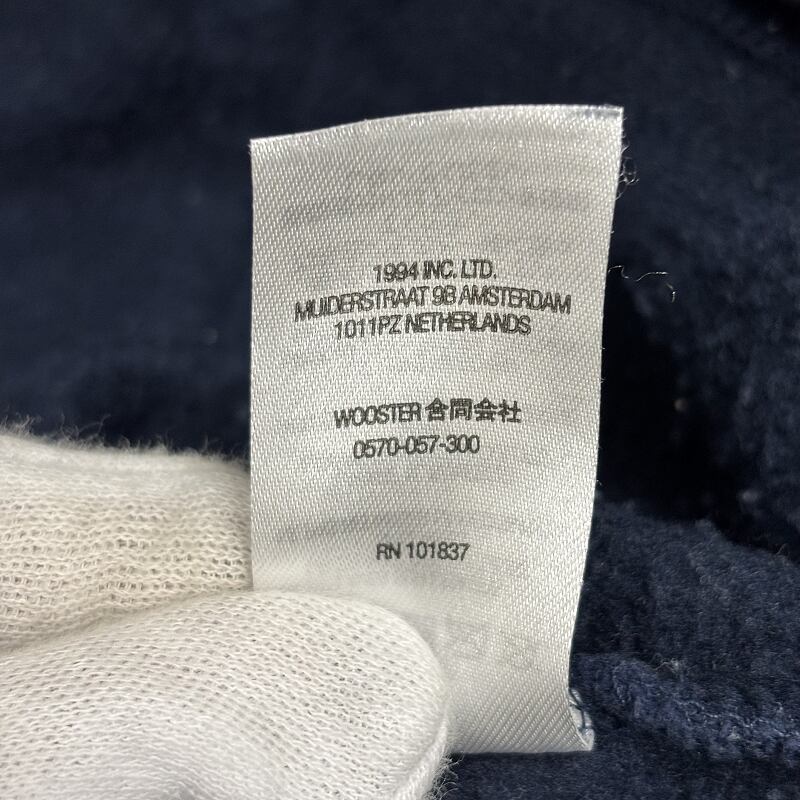 1994 INC. LTD.
MUIDERSTRAAT 9B AMSTERDAM
1011PZ NETHERLANDS
WOOSTER 合同会社
0570-057-300
RN 101837